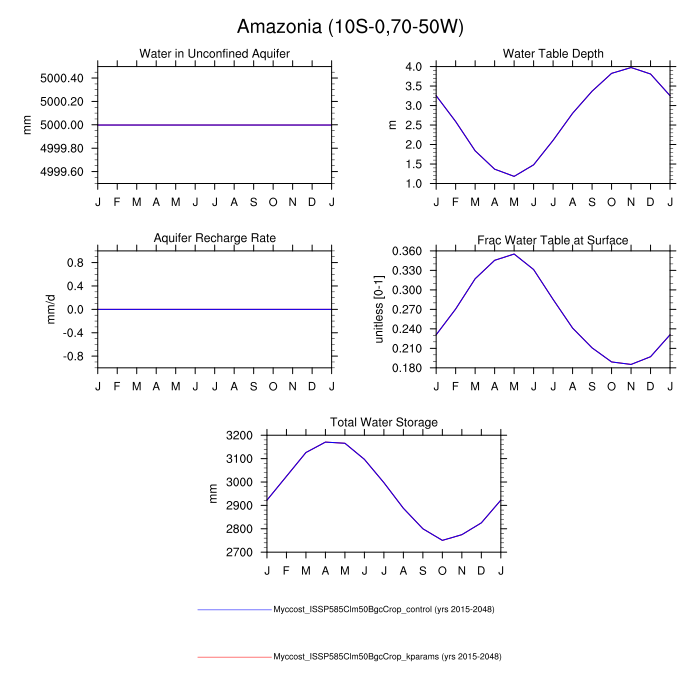 Amazonia (10S-0,70-50W)
Water in Unconfined Aquifer
mm
5000.40
5000.20
5000.00
4999.80
4999.60
J F M A M J J A S O N D J
Water Table Depth
m
4.0
3.5
3.0
2.5
2.0
1.5
1.0
J F M A M J J A S O N D J
Aquifer Recharge Rate
mm/d
0.8
0.4
0.0
-0.4
-0.8
J F M A M J J A S O N D J
Frac Water Table at Surface
unitless [0-1]
0.360
0.330
0.300
0.270
0.240
0.210
0.180
J F M A M J J A S O N D J
Total Water Storage
mm
3200
3100
3000
2900
2800
2700
J F M A M J J A S O N D J
Myccost_ISSP585Clm50BgcCrop_control (yrs 2015-2048)
Myccost_ISSP585Clm50BgcCrop_kparams (yrs 2015-2048)